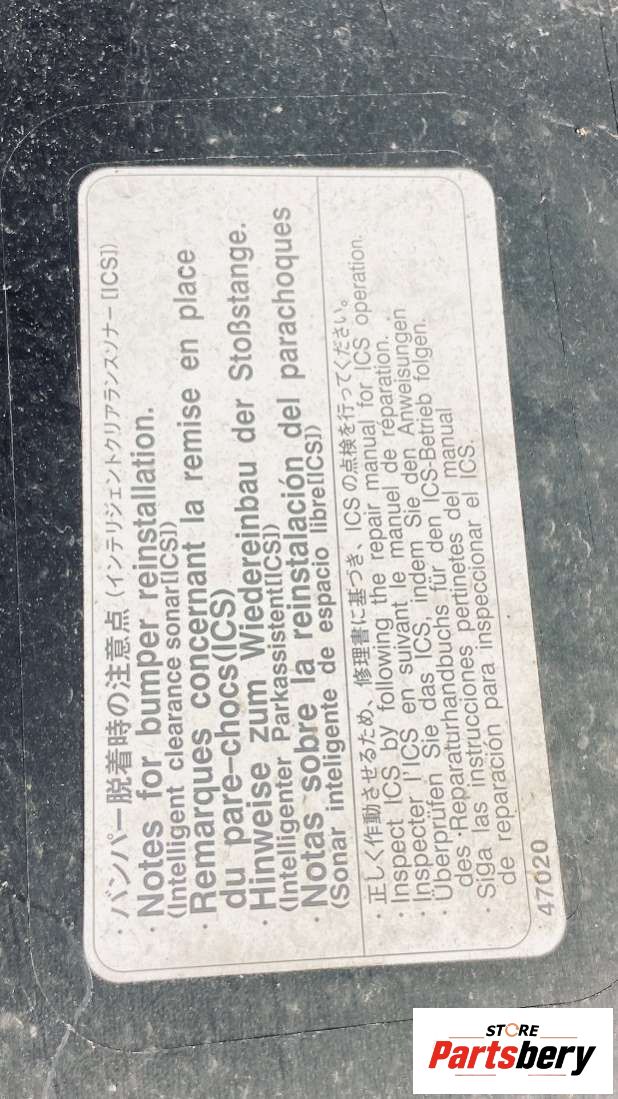 ・バンパー脱着時の注意点(インテリジェントクリアランスソナー[ICS])
・Notes for bumper reinstallation.
(Intelligent clearance sonar[ICS])
・Remarques concernant la remise en place
du pare-chocs(ICS)
・Hinweise zum Wiedereinbau der Stoßstange.
(Intelligenter Parkassistent[ICS])
・Notas sobre la reinstalación del parachoques
(Sonar inteligente de espacio libre[ICS])
・正しく作動させるため、修理書に基づき、ICSの点検を行ってください。
・Inspect ICS by following the repair manual for ICS operation.
・Inspecter l'ICS en suivant le manuel de réparation.
・Überprüfen Sie das ICS, indem Sie den Anweisungen
des Reparaturhandbuchs für den ICS-Betrieb folgen.
・Siga las instrucciones pertinetes del manual
de reparación para inspeccionar el ICS.
47020
STORE
Partsbery